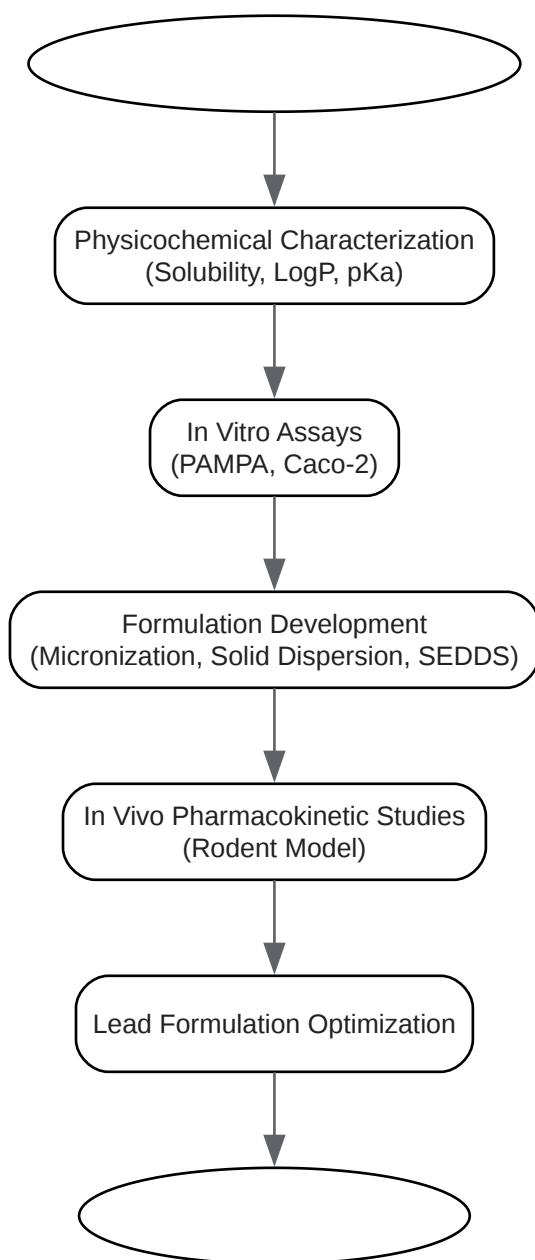 Physicochemical Characterization
(Solubility, LogP, pKa)
In Vitro Assays
(PAMPA, Caco-2)
Formulation Development
(Micronization, Solid Dispersion, SEDDS)
In Vivo Pharmacokinetic Studies
(Rodent Model)
Lead Formulation Optimization